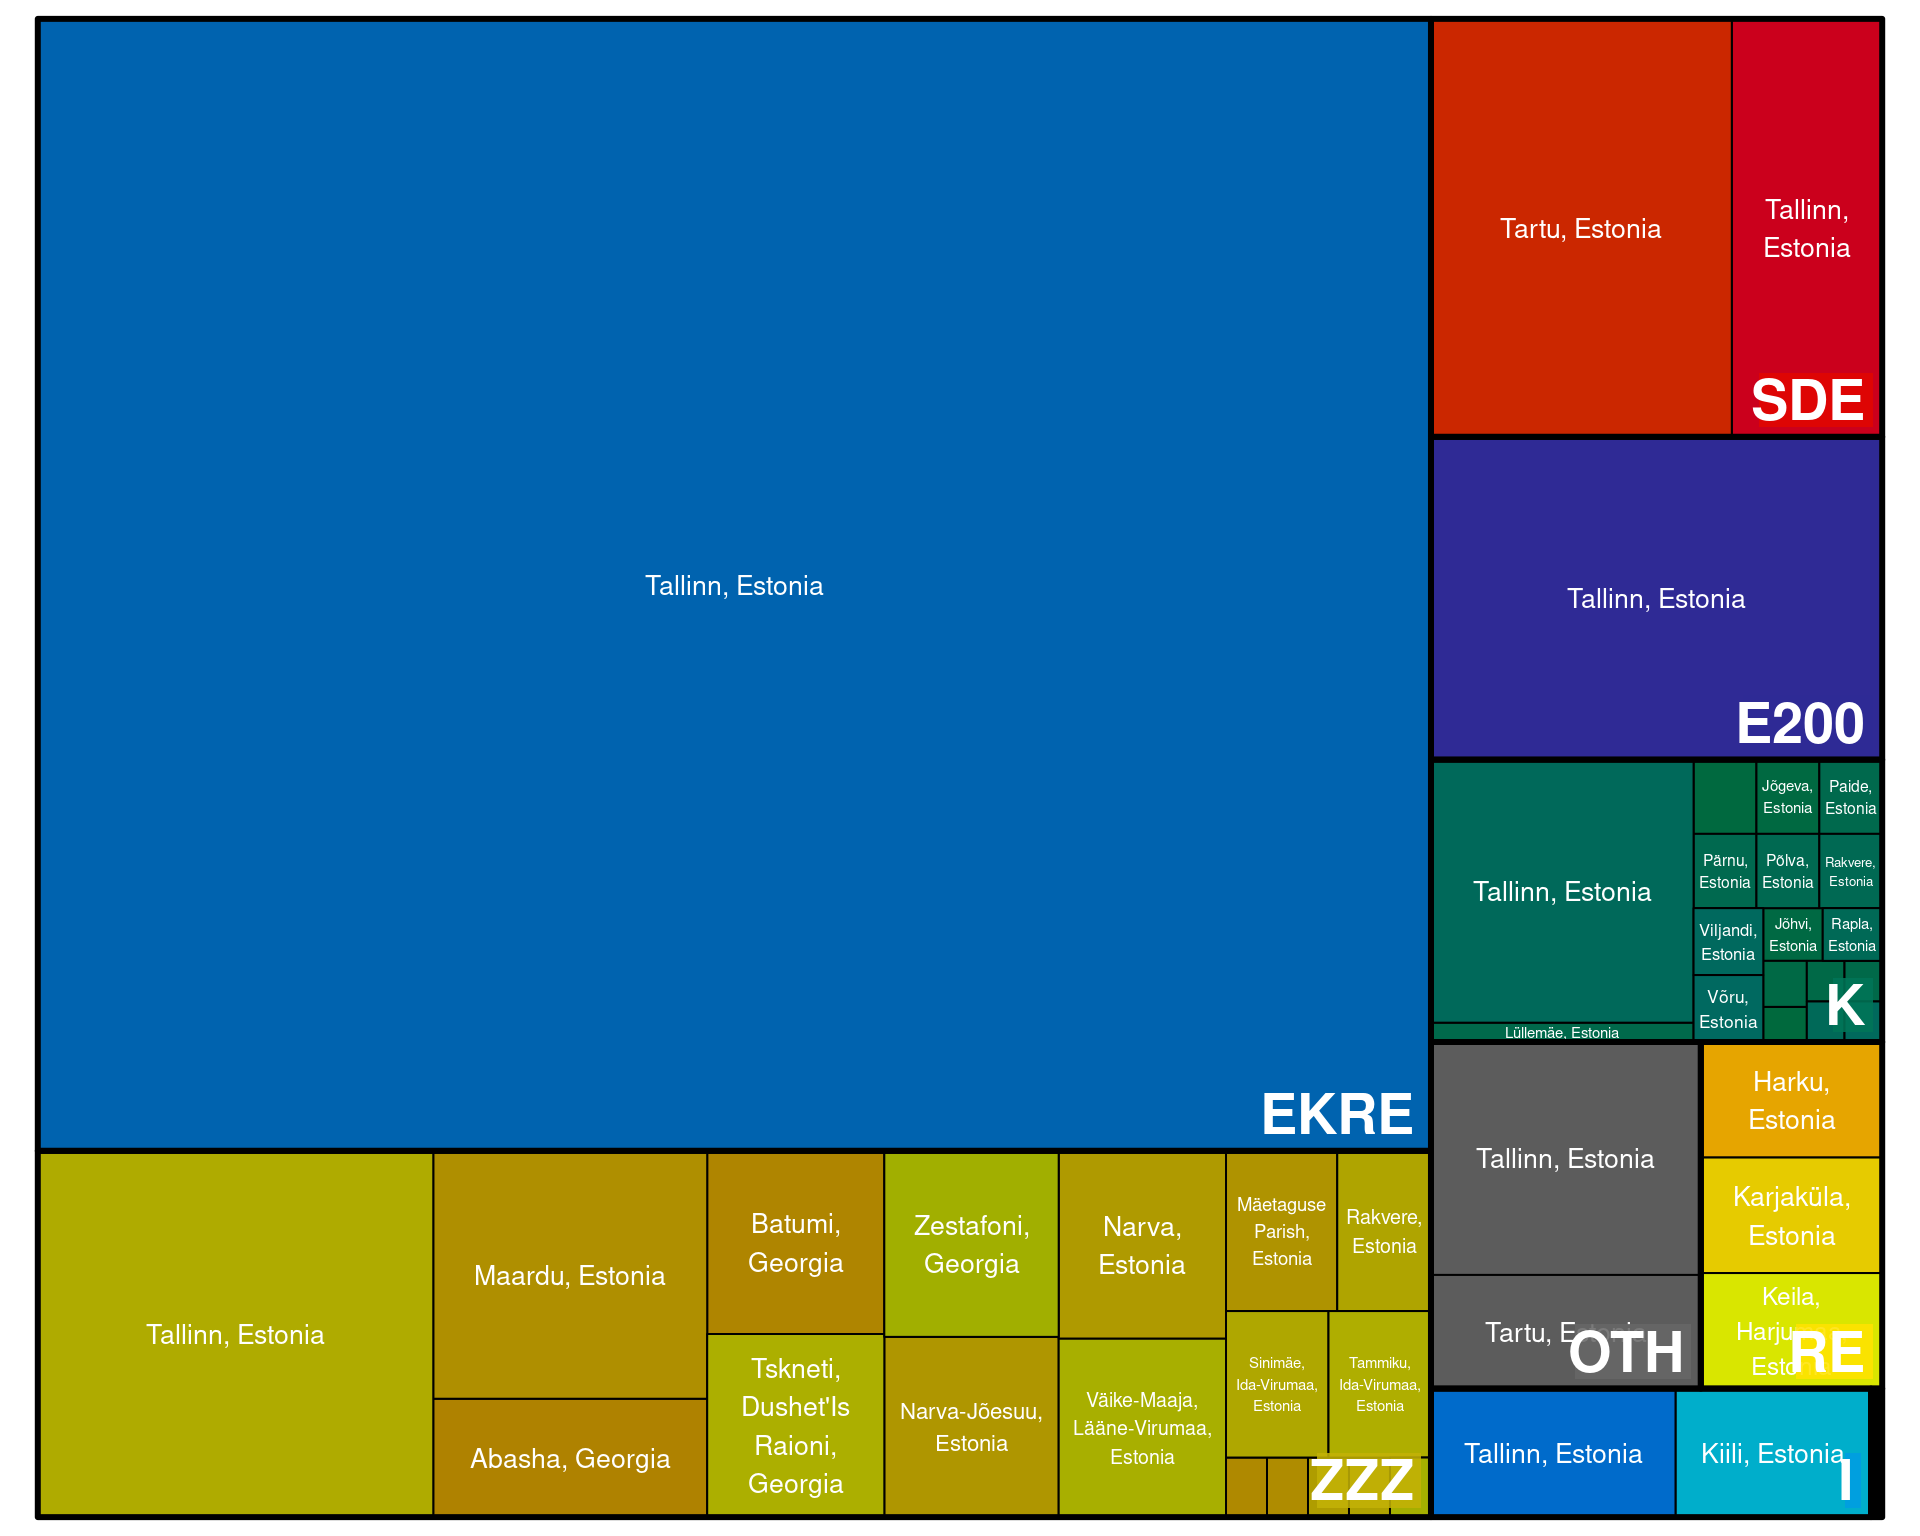 Tallinn, Estonia
EKRE
Tartu, Estonia
Tallinn,
Estonia
SDE
Tallinn, Estonia
E200
Tallinn, Estonia
Jõgeva,
Estonia
Paide,
Estonia
Pärnu,
Estonia
Põlva,
Estonia
Rakvere,
Estonia
Viljandi,
Estonia
Jõhvi,
Estonia
Rapla,
Estonia
Võru,
Estonia
Lüllemäe, Estonia
K
Tallinn, Estonia
Tartu, Estonia
OTH
Harku,
Estonia
Karjaküla,
Estonia
Keila,
RE
Tallinn, Estonia
Kiili, Estonia
I
Tallinn, Estonia
Maardu, Estonia
Abasha, Georgia
Batumi,
Georgia
Tskneti,
Dushet'Is
Raioni,
Georgia
Zestafoni,
Georgia
Narva-Jõesuu,
Estonia
Narva,
Estonia
Väike-Maaja,
Lääne-Virumaa,
Estonia
Mäetaguse
Parish,
Estonia
Rakvere,
Estonia
Sinimäe,
Ida-Virumaa,
Estonia
Tammiku,
Ida-Virumaa,
Estonia
ZZZ